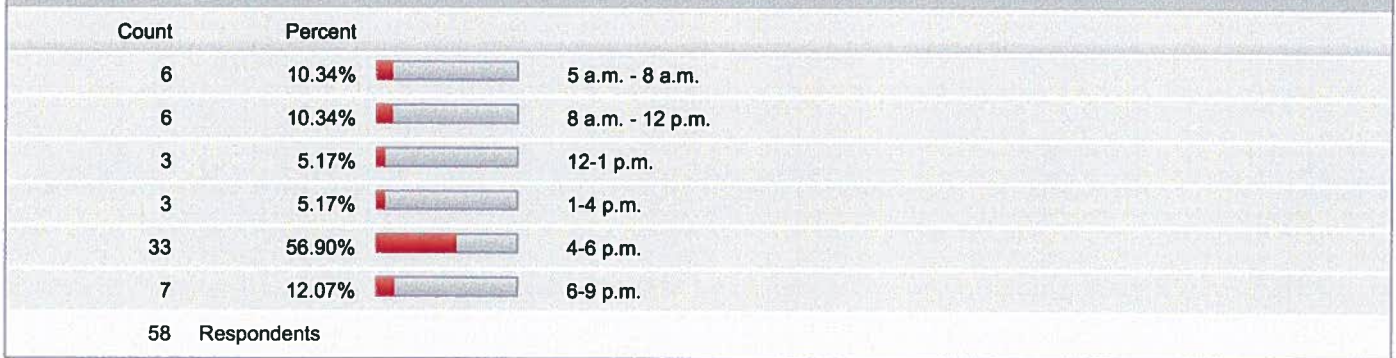 Count Percent
6 10.34% 5 a.m. - 8 a.m.
6 10.34% 8 a.m. - 12 p.m.
3 5.17% 12-1 p.m.
3 5.17% 1-4 p.m.
33 56.90% 4-6 p.m.
7 12.07% 6-9 p.m.
58 Respondents